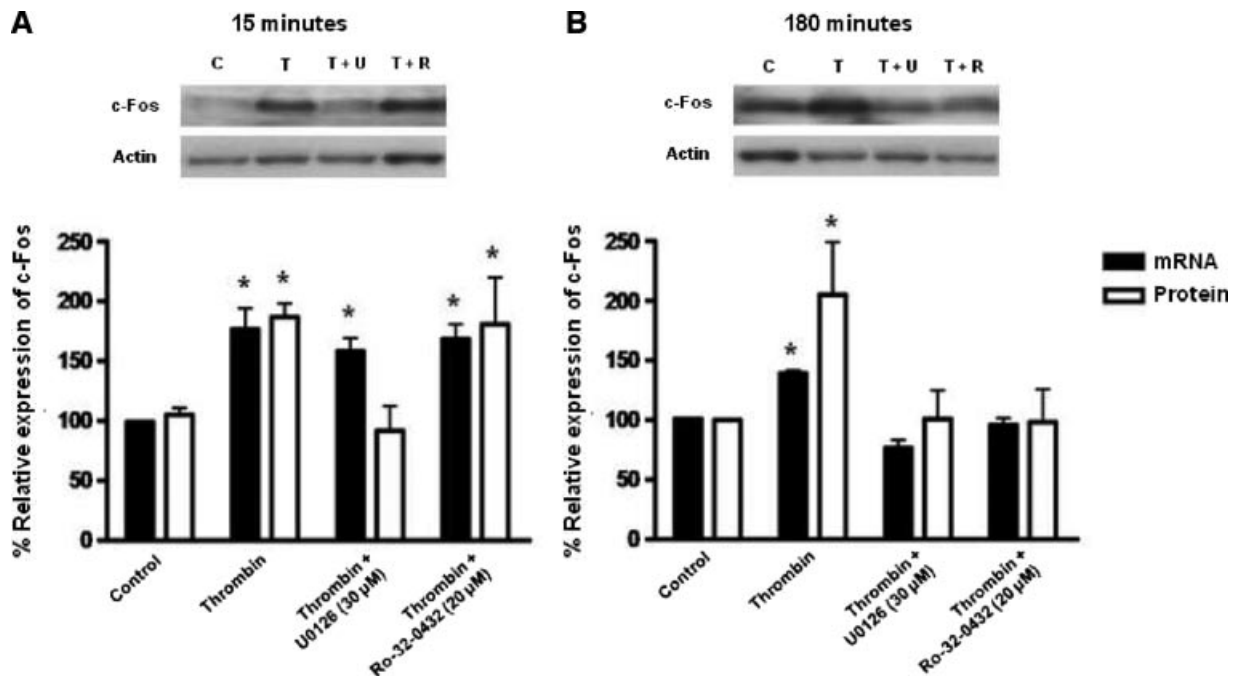 A
15 minutes
C T T + U T + R
c-Fos
Actin
% Relative expression of c-Fos
250
200
150
100
50
0
* * * * *
Control
Thrombin
Thrombin +
U0126 (30 µM)
Thrombin +
Ro-32-0432 (20 µM)
B
180 minutes
C T T + U T + R
c-Fos
Actin
% Relative expression of c-Fos
250
200
150
100
50
0
* *
Control
Thrombin
Thrombin +
U0126 (30 µM)
Thrombin +
Ro-32-0432 (20 µM)
mRNA
Protein